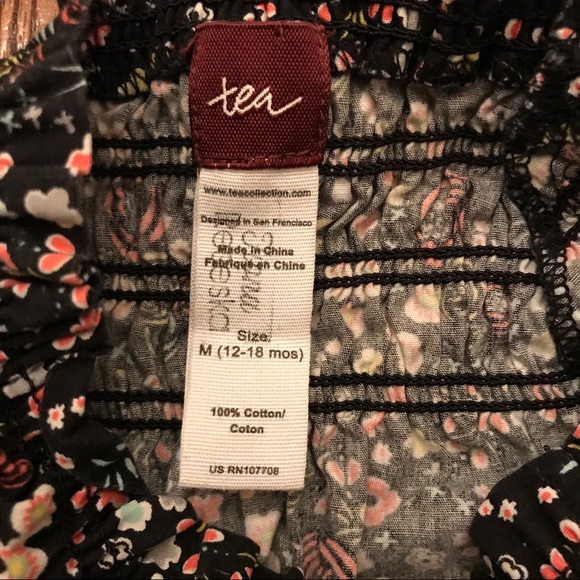 tea
www.teacollection.com
Designed in San Francisco
Made in China
Fabriqué en Chine
Size:
M (12-18 mos)
100% Cotton/
Coton
US RN107708